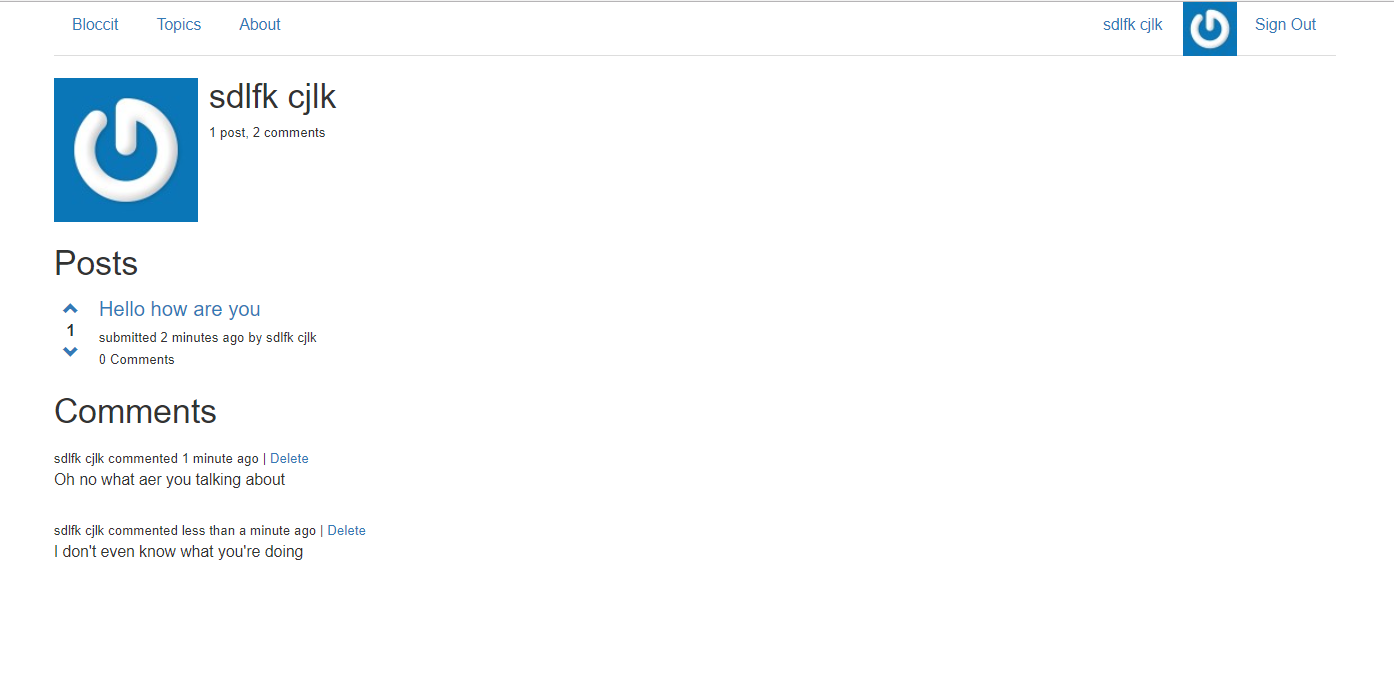 Bloccit Topics About sdlfk cjlk Sign Out
sdlfk cjlk
1 post, 2 comments
Posts
Hello how are you
1
submitted 2 minutes ago by sdlfk cjlk
0 Comments
Comments
sdlfk cjlk commented 1 minute ago | Delete
Oh no what aer you talking about
sdlfk cjlk commented less than a minute ago | Delete
I don't even know what you're doing